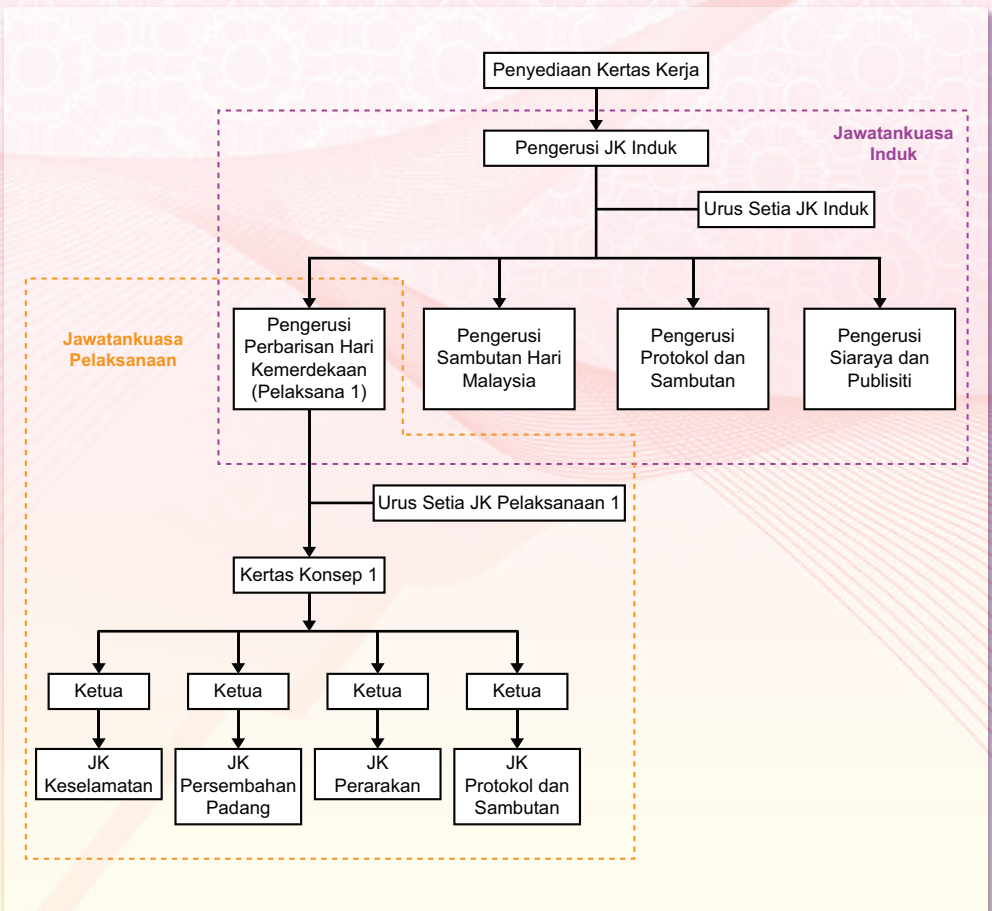 Penyediaan Kertas Kerja
Jawatankuasa
Induk
Pengerusi JK Induk
Urus Setia JK Induk
Jawatankuasa
Pelaksanaan
Pengerusi
Perbarisan Hari
Kemerdekaan
(Pelaksana 1)
Pengerusi
Sambutan Hari
Malaysia
Pengerusi
Protokol dan
Sambutan
Pengerusi
Siaraya dan
Publisiti
Urus Setia JK Pelaksanaan 1
Kertas Konsep 1
Ketua
Ketua
Ketua
Ketua
JK
Keselamatan
JK
Persembahan
Padang
JK
Perarakan
JK
Protokol dan
Sambutan